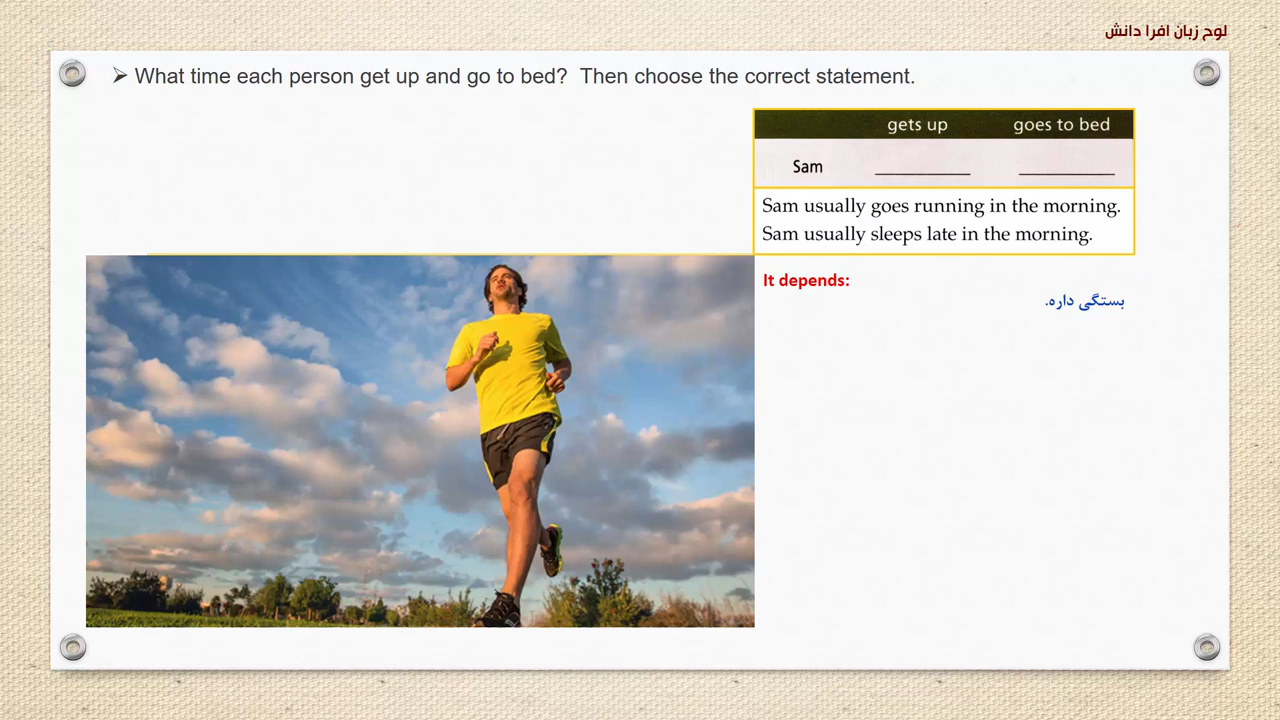 لوح زبان افرا دانش
➢ What time each person get up and go to bed?  Then choose the correct statement.
gets up goes to bed
Sam __________ __________
Sam usually goes running in the morning.
Sam usually sleeps late in the morning.
It depends:
بستگی داره.